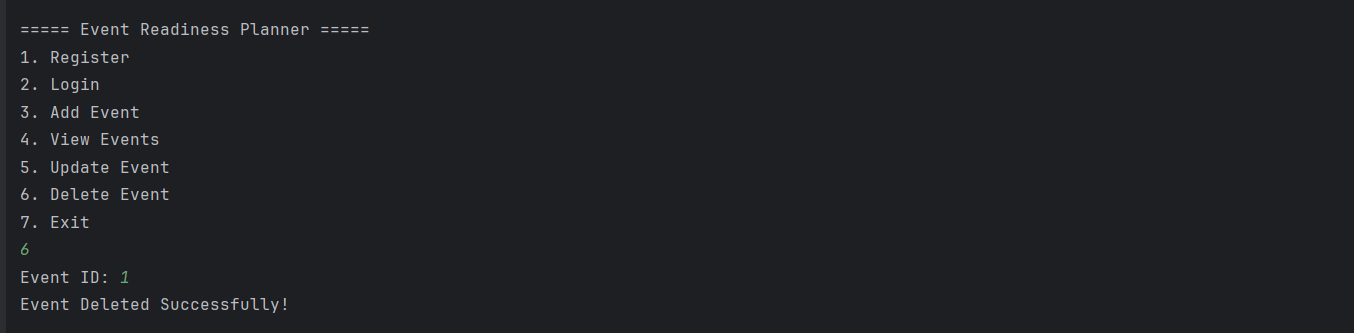 ===== Event Readiness Planner =====
1. Register
2. Login
3. Add Event
4. View Events
5. Update Event
6. Delete Event
7. Exit
6
Event ID: 1
Event Deleted Successfully!